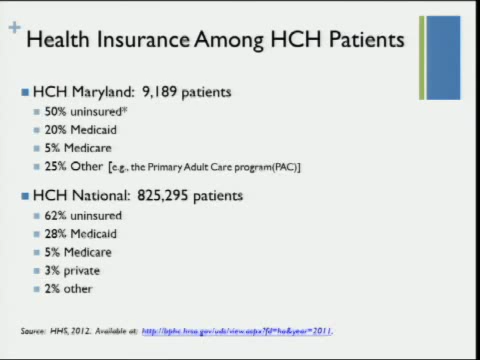 +
Health Insurance Among HCH Patients
HCH Maryland: 9,189 patients
50% uninsured*
20% Medicaid
5% Medicare
25% Other [e.g., the Primary Adult Care program(PAC)]
HCH National: 825,295 patients
62% uninsured
28% Medicaid
5% Medicare
3% private
2% other
Source: HHS, 2012. Available at: http://bphc.hrsa.gov/uds/view.aspx?fd=ho&year=2011.